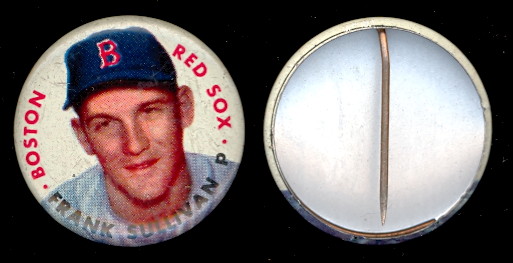 B
· BOSTON
RED SOX ·
FRANK SULLIVAN P